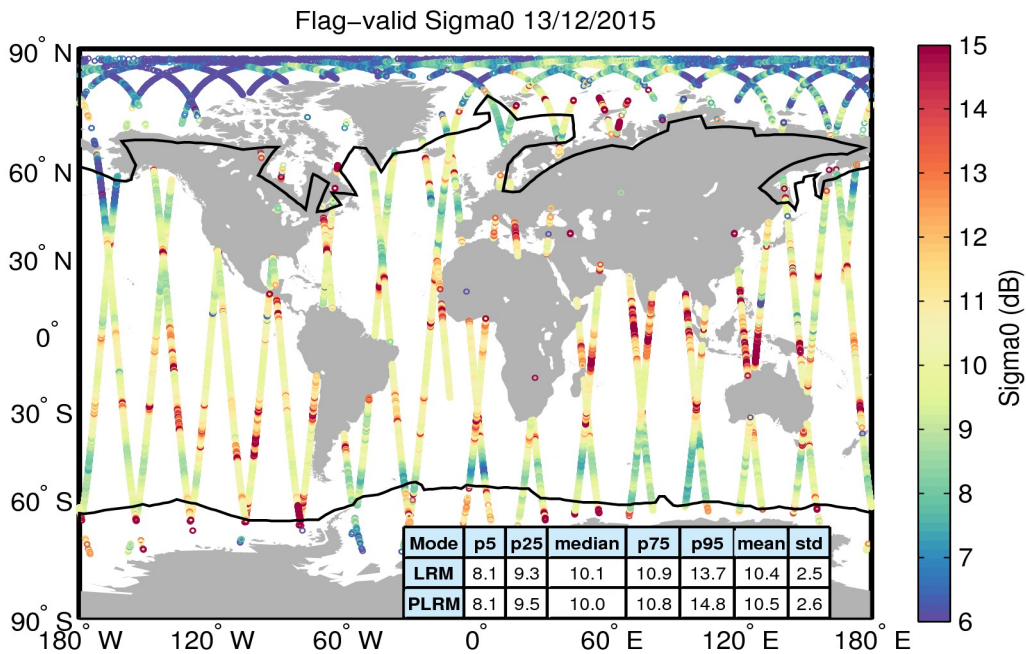 Flag−valid Sigma0 13/12/2015
90° N
60° N
30° N
0°
30° S
60° S
90° S
180° W
120° W
60° W
0°
60° E
120° E
180° E
15
14
13
12
11
10
9
8
7
6
Sigma0 (dB)
Mode p5 p25 median p75 p95 mean std
LRM 8.1 9.3 10.1 10.9 13.7 10.4 2.5
PLRM 8.1 9.5 10.0 10.8 14.8 10.5 2.6